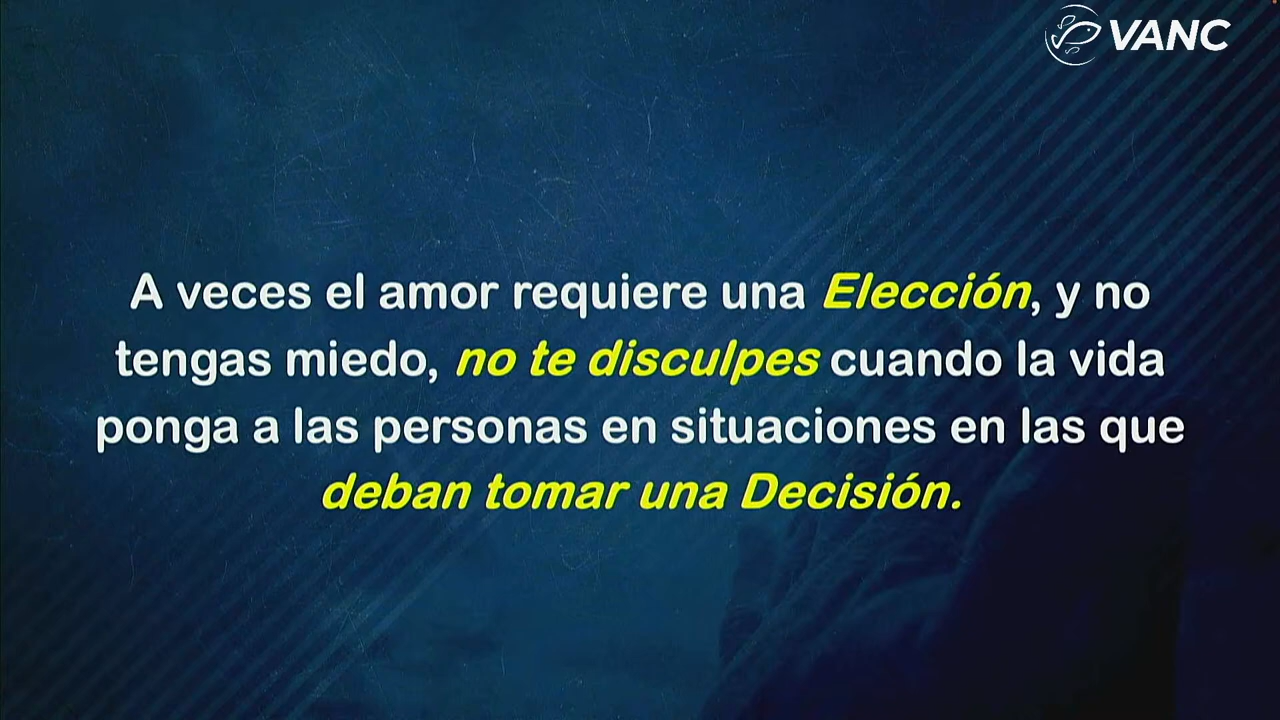 VANC
A veces el amor requiere una Elección, y no
tengas miedo, no te disculpes cuando la vida
ponga a las personas en situaciones en las que
deban tomar una Decisión.